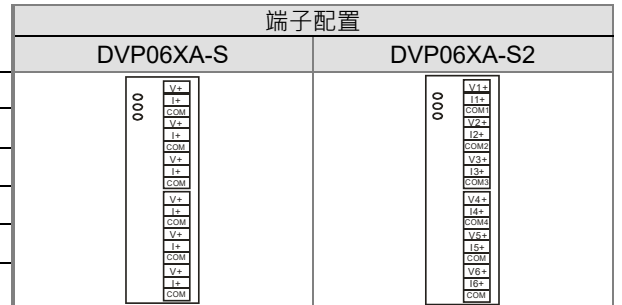 端子配置
DVP06XA-S
DVP06XA-S2
V+
I+
COM
V+
I+
COM
V+
I+
COM
V+
I+
COM
V+
I+
COM
V+
I+
COM
V1+
I1+
COM1
V2+
I2+
COM2
V3+
I3+
COM3
V4+
I4+
COM4
V5+
I5+
COM
V6+
I6+
COM